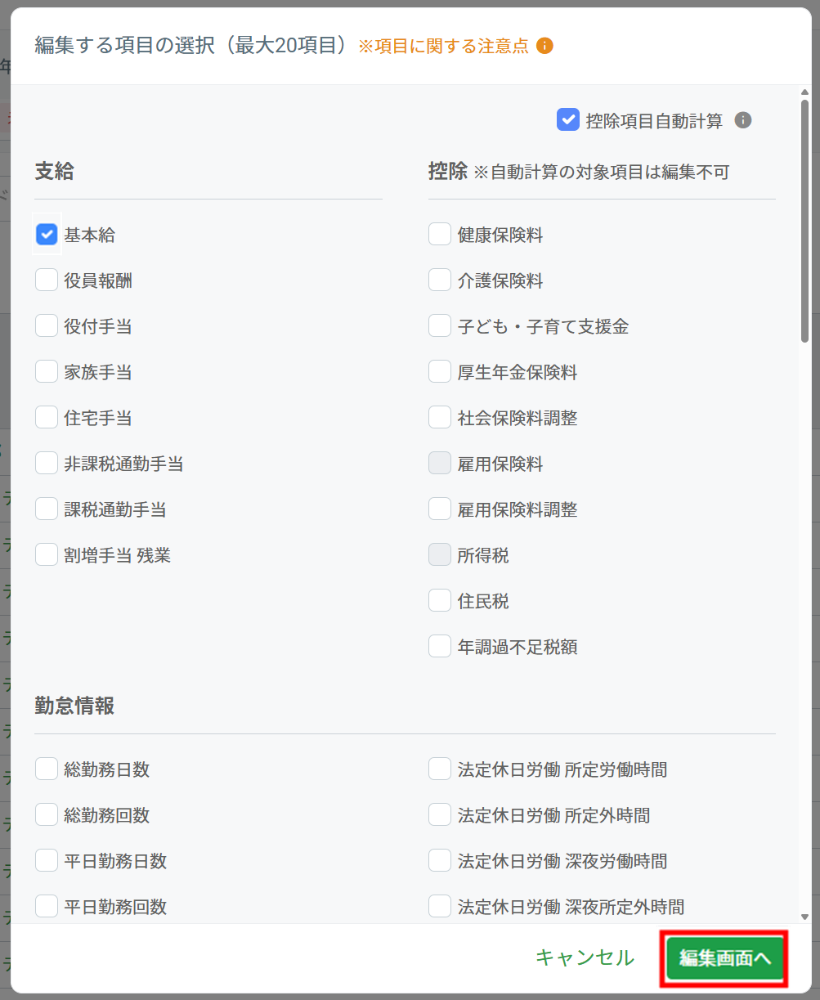 編集する項目の選択（最大20項目）※項目に関する注意点
控除項目自動計算
支給
基本給
役員報酬
役付手当
家族手当
住宅手当
非課税通勤手当
課税通勤手当
割増手当 残業
控除 ※自動計算の対象項目は編集不可
健康保険料
介護保険料
子ども・子育て支援金
厚生年金保険料
社会保険料調整
雇用保険料
雇用保険料調整
所得税
住民税
年調過不足税額
勤怠情報
総勤務日数
総勤務回数
平日勤務日数
平日勤務回数
法定休日労働 所定労働時間
法定休日労働 所定外時間
法定休日労働 深夜労働時間
法定休日労働 深夜所定外時間
キャンセル
編集画面へ